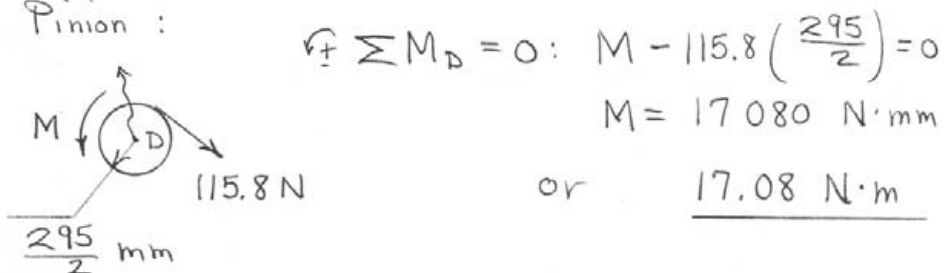 Pinion :
↺+ ΣM_D = 0: M − 115.8 (295/2) = 0
M = 17 080 N·mm
or 17.08 N·m
M
D
115.8 N
295/2 mm